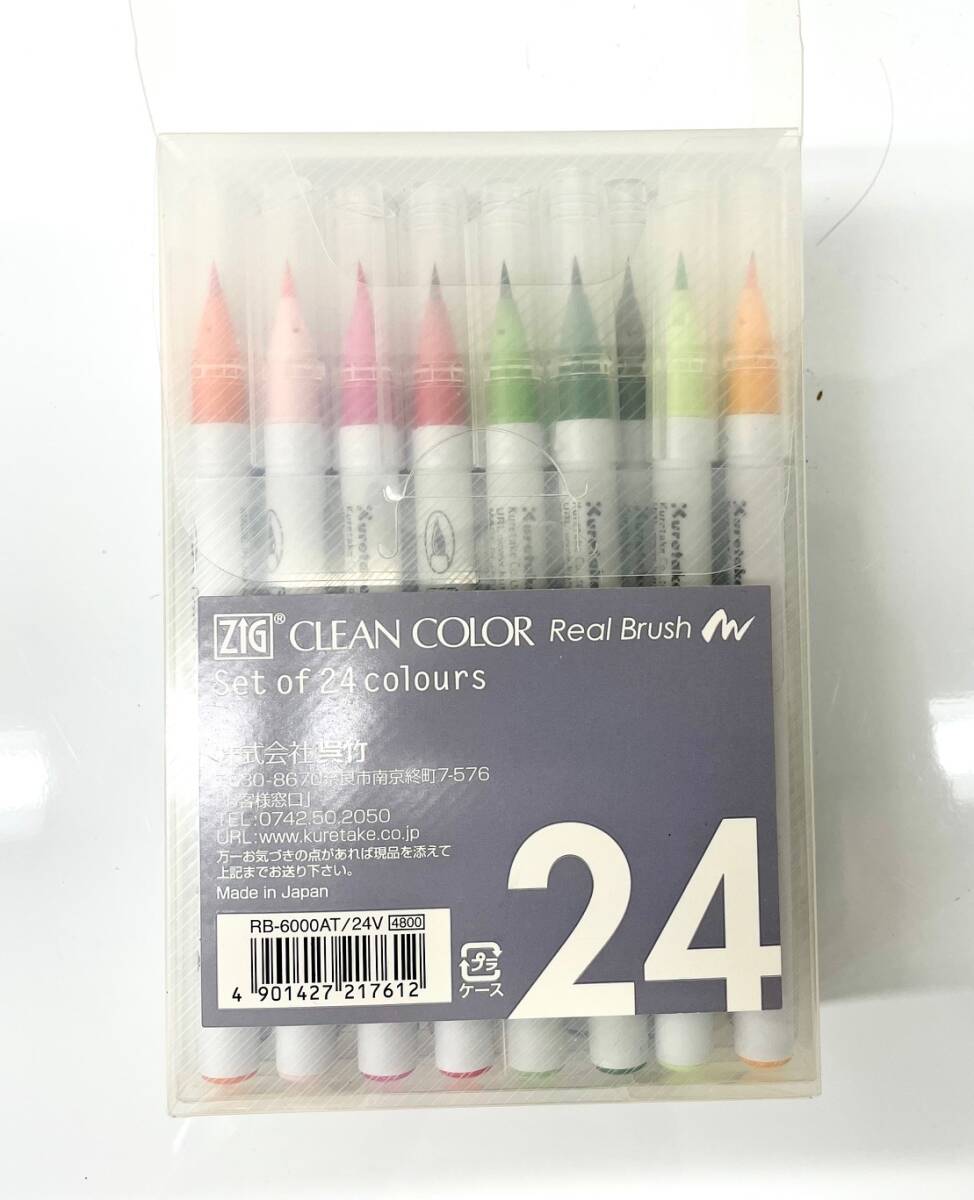 Kuretake
Kuretake
Kuretake
Kuretake
ZIG® CLEAN COLOR Real Brush
Set of 24 colours
株式会社 呉竹
630-8670奈良市南京終町7-576
「お客様窓口」
TEL:0742.50.2050
URL:www.kuretake.co.jp
万一お気づきの点があれば現品を添えて
上記までお送り下さい。
Made in Japan
24
RB-6000AT/24V 4800
4 901427 217612
プラ
ケース